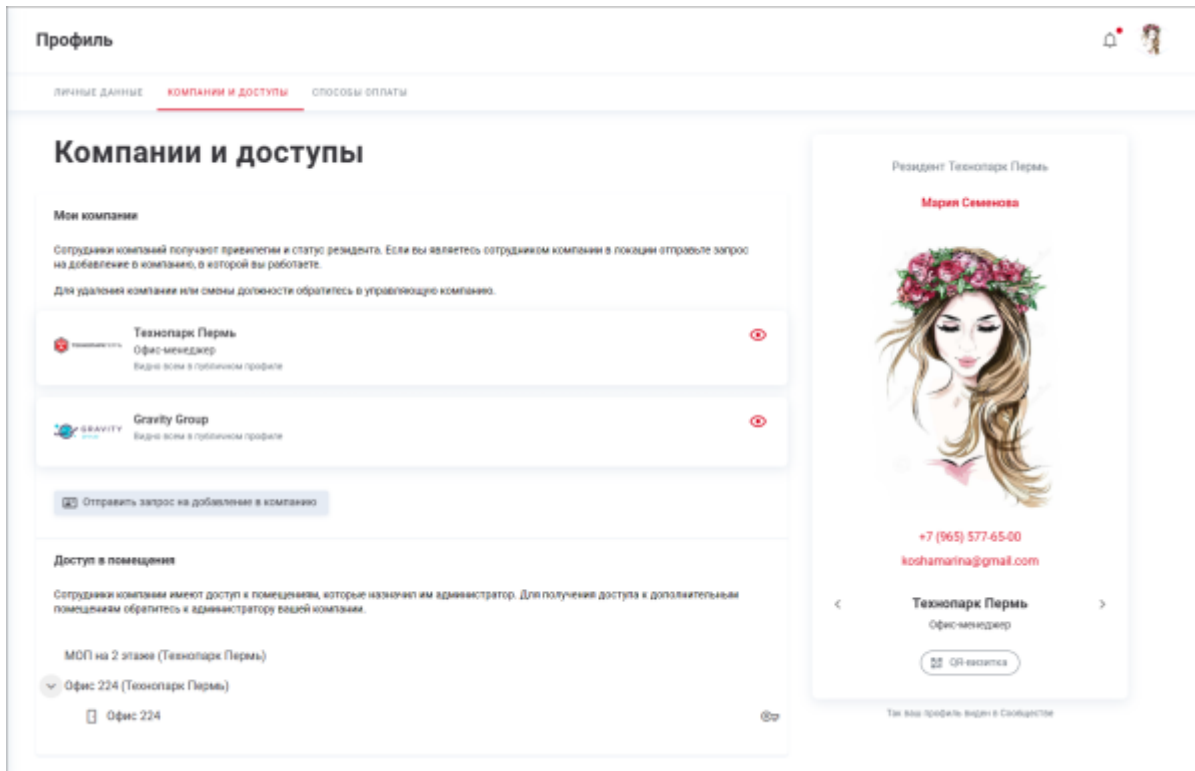 Профиль
ЛИЧНЫЕ ДАННЫЕ
КОМПАНИИ И ДОСТУПЫ
СПОСОБЫ ОПЛАТЫ
Компании и доступы
Мои компании
Сотрудники компаний получают привилегии и статус резидента. Если вы являетесь сотрудником компании в локации отправьте запрос
на добавление в компанию, в которой вы работаете.
Для удаления компании или смены должности обратитесь в управляющую компанию.
Технопарк Пермь
Офис-менеджер
Видно всем в публичном профиле
GRAVITY
Gravity Group
Видно всем в публичном профиле
Отправить запрос на добавление в компанию
Доступ в помещения
Сотрудники компании имеют доступ к помещениям, которые назначил им администратор. Для получения доступа к дополнительным
помещениям обратитесь к администратору вашей компании.
МОП на 2 этаже (Технопарк Пермь)
Офис 224 (Технопарк Пермь)
Офис 224
Резидент Технопарк Пермь
Мария Семенова
+7 (965) 577-65-00
koshamarina@gmail.com
Технопарк Пермь
Офис-менеджер
QR-визитка
Так ваш профиль виден в Сообществе